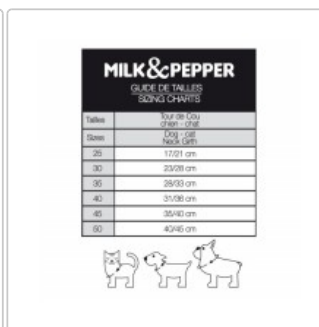 MILK&PEPPER
GUIDE DE TAILLES
SIZING CHARTS
Tailles Tour de Cou
chien - chat
Sizes Dog - cat
Neck Girth
25 17/21 cm
30 23/26 cm
35 28/33 cm
40 31/36 cm
45 35/40 cm
50 40/45 cm